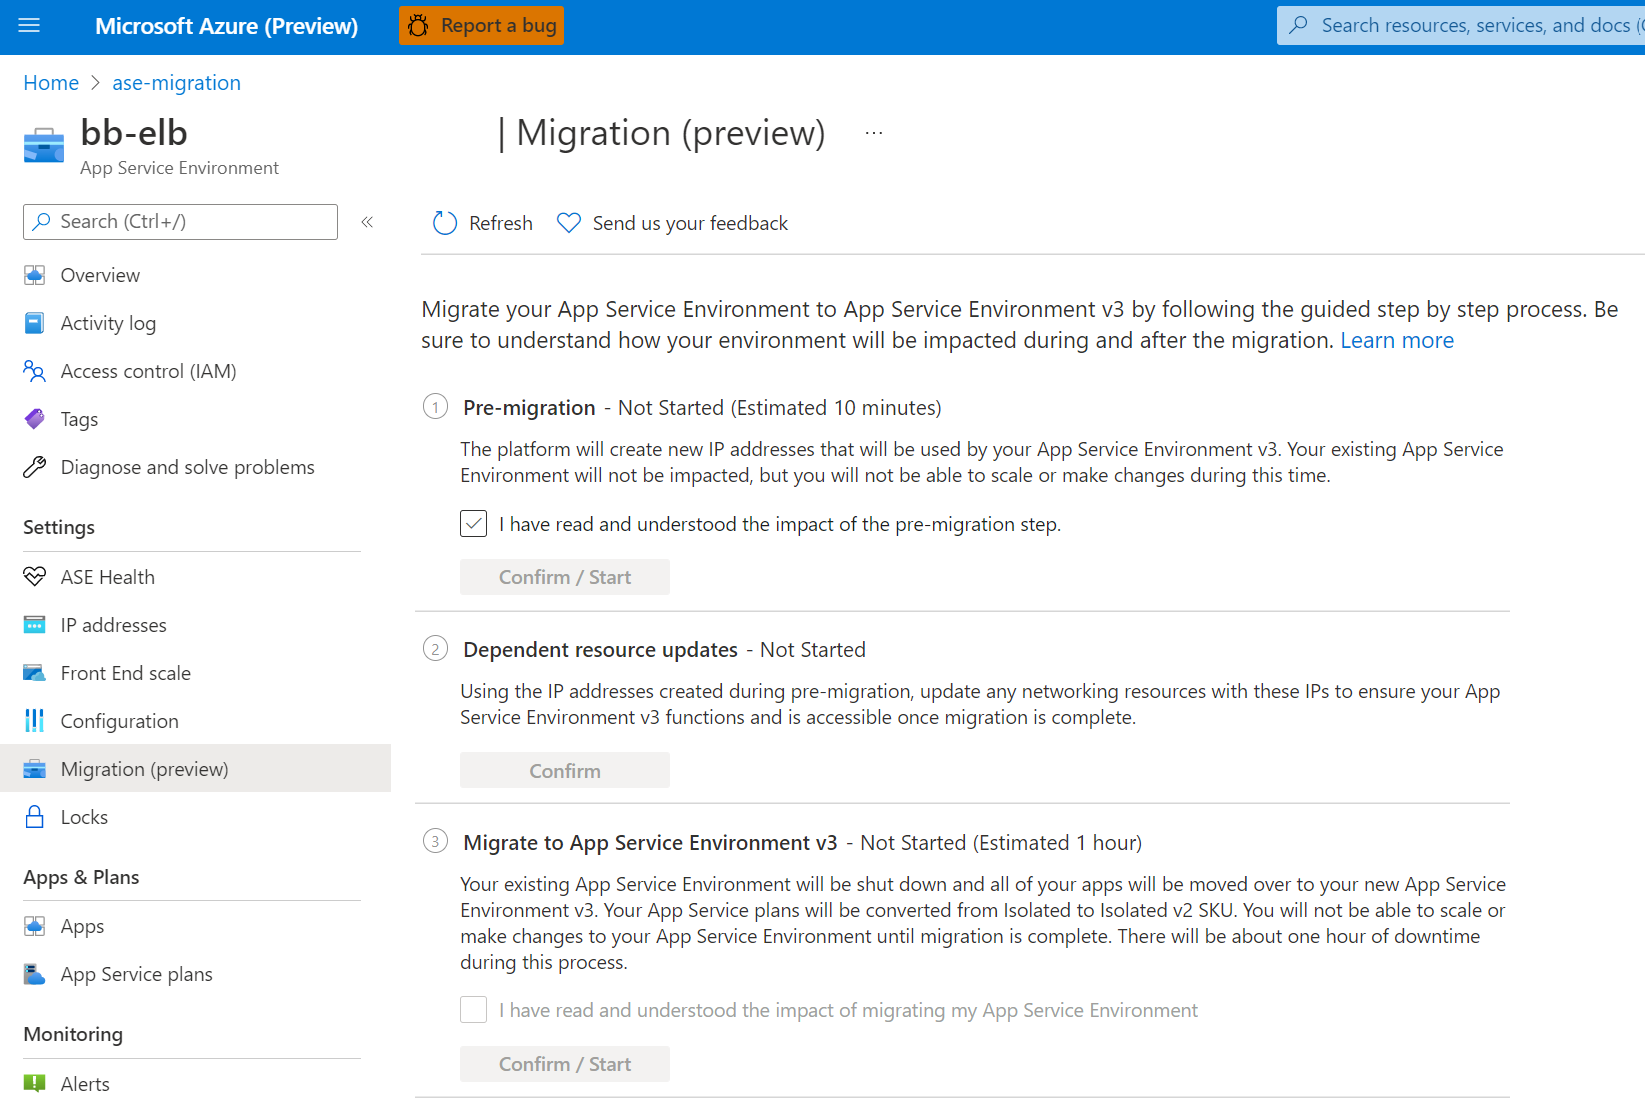 Microsoft Azure (Preview)
Report a bug
Search resources, services, and docs (
Home > ase-migration
bb-elb | Migration (preview) ...
App Service Environment
Search (Ctrl+/) «
Overview
Activity log
Access control (IAM)
Tags
Diagnose and solve problems
Settings
ASE Health
IP addresses
Front End scale
Configuration
Migration (preview)
Locks
Apps & Plans
Apps
App Service plans
Monitoring
Alerts
Refresh
Send us your feedback
Migrate your App Service Environment to App Service Environment v3 by following the guided step by step process. Be
sure to understand how your environment will be impacted during and after the migration. Learn more
1 Pre-migration - Not Started (Estimated 10 minutes)
The platform will create new IP addresses that will be used by your App Service Environment v3. Your existing App Service
Environment will not be impacted, but you will not be able to scale or make changes during this time.
I have read and understood the impact of the pre-migration step.
Confirm / Start
2 Dependent resource updates - Not Started
Using the IP addresses created during pre-migration, update any networking resources with these IPs to ensure your App
Service Environment v3 functions and is accessible once migration is complete.
Confirm
3 Migrate to App Service Environment v3 - Not Started (Estimated 1 hour)
Your existing App Service Environment will be shut down and all of your apps will be moved over to your new App Service
Environment v3. Your App Service plans will be converted from Isolated to Isolated v2 SKU. You will not be able to scale or
make changes to your App Service Environment until migration is complete. There will be about one hour of downtime
during this process.
I have read and understood the impact of migrating my App Service Environment
Confirm / Start